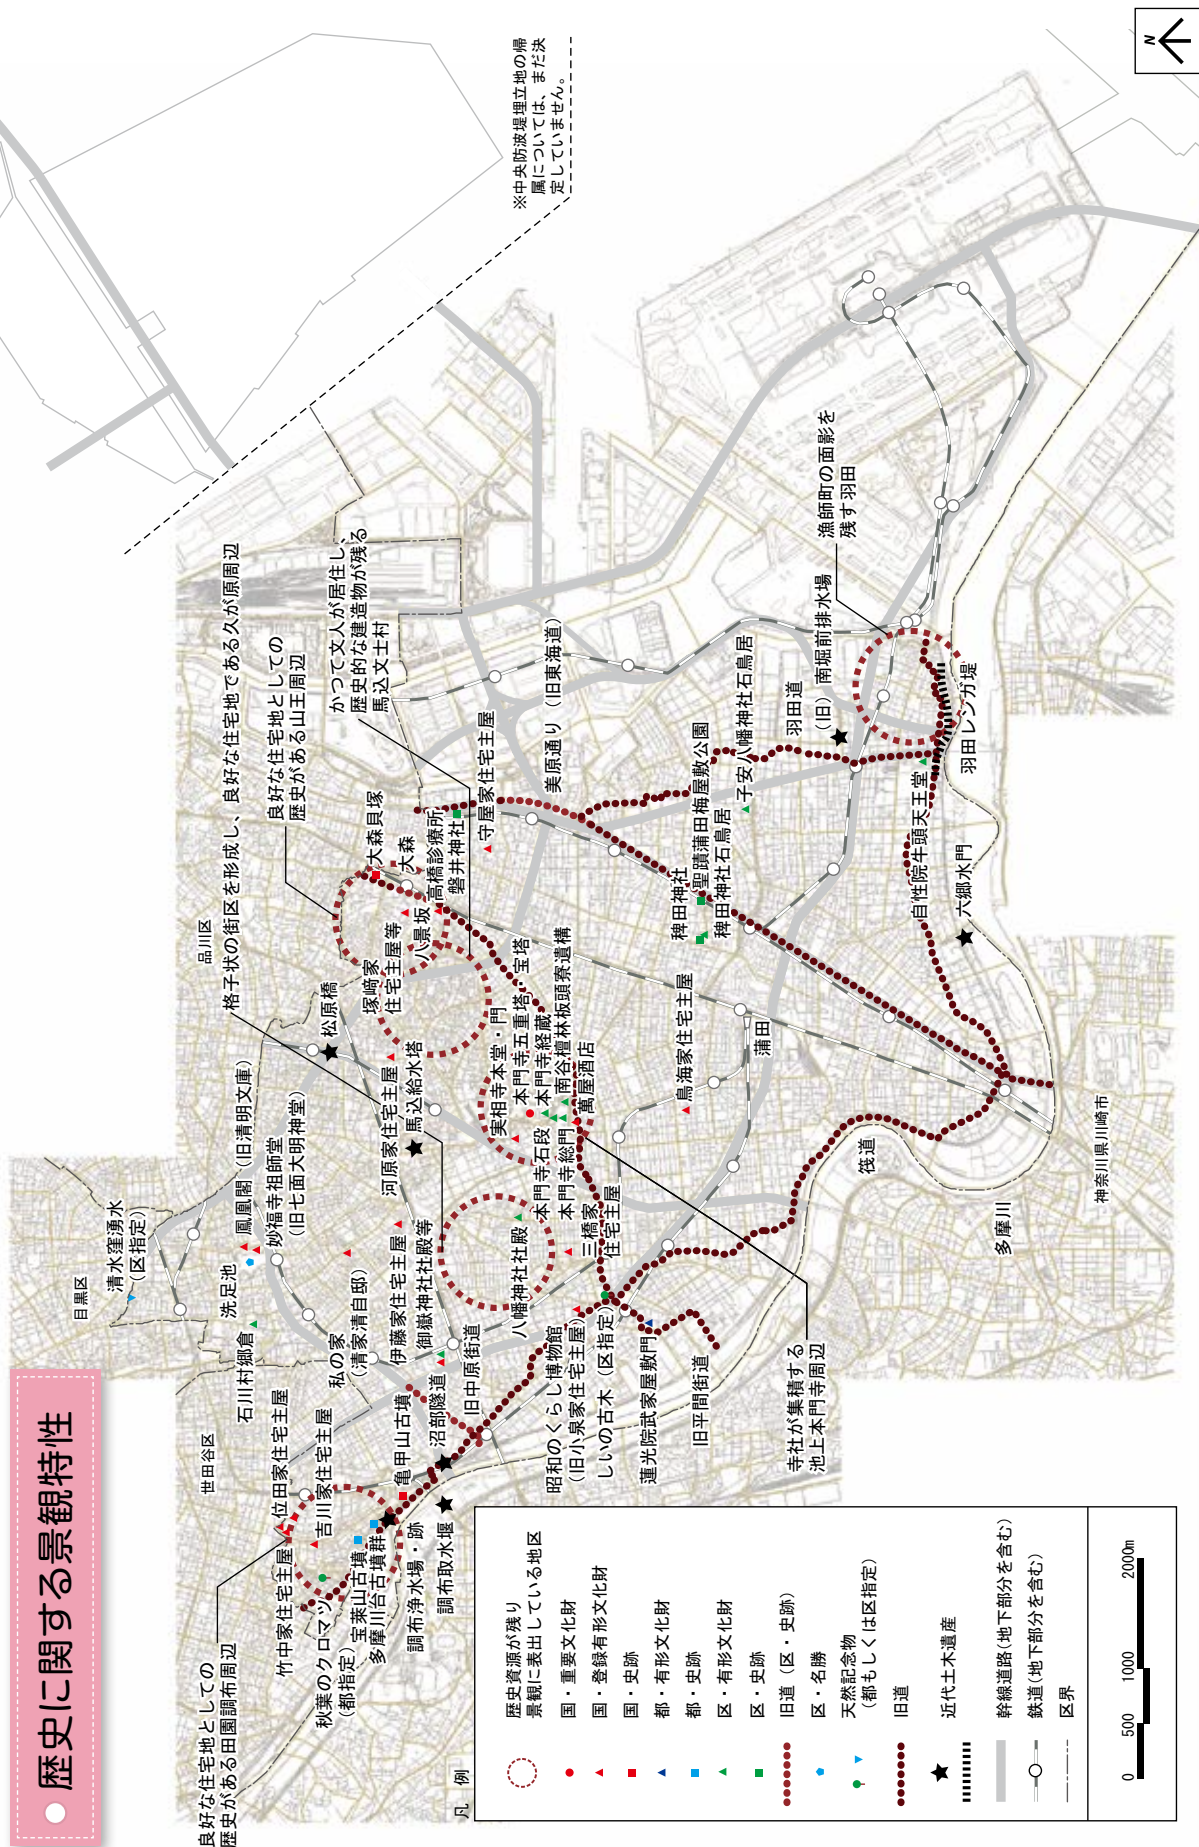 歴史に関する景観特性
※中央防波堤埋立地の帰
属については、まだ決
定していません。
N
良好な住宅地としての
歴史がある田園調布周辺
格子状の街区を形成し、良好な住宅地である久が原周辺
良好な住宅地としての
歴史がある山王周辺
かつて文人が居住し、
歴史的な建造物が残る
馬込文士村
漁師町の面影を
残す羽田
寺社が集積する
池上本門寺周辺
目黒区
世田谷区
品川区
神奈川県川崎市
清水窪湧水
（区指定）
洗足池
鳳凰閣（旧清明文庫）
妙福寺祖師堂
（旧七面大明神堂）
石川村郷倉
私の家
（清家清自邸）
位田家住宅主屋
竹中家住宅主屋
吉川家住宅主屋
秋葉のクロマツ
（都指定）
宝萊山古墳
多摩川台古墳群
亀甲山古墳
調布浄水場・跡
調布取水堰
沼部隧道
旧中原街道
伊藤家住宅主屋
御嶽神社社殿等
河原家住宅主屋
馬込給水塔
松原橋
塚﨑家
住宅主屋等
八景坂
大森貝塚
大森
高橋診療所
磐井神社
守屋家住宅主屋
美原通り（旧東海道）
実相寺本堂・門
本門寺五重塔・宝塔
本門寺経蔵
南谷檀林板頭寮遺構
萬屋酒店
本門寺石段
本門寺総門
八幡神社社殿
三橋家
住宅主屋
昭和のくらし博物館
（旧小泉家住宅主屋）
しいの古木（区指定）
蓮光院武家屋敷門
旧平間街道
鳥海家住宅主屋
蒲田
稗田神社
聖蹟蒲田梅屋敷公園
稗田神社石鳥居
子安八幡神社石鳥居
羽田道
（旧）南堀前排水場
自性院牛頭天王堂
羽田レンガ堤
六郷水門
筏道
多摩川
凡　例
歴史資源が残り
景観に表出している地区
国・重要文化財
国・登録有形文化財
国・史跡
都・有形文化財
都・史跡
区・有形文化財
区・史跡
旧道（区・史跡）
区・名勝
天然記念物
（都もしくは区指定）
旧道
近代土木遺産
幹線道路（地下部分を含む）
鉄道（地下部分を含む）
区界
0　500　1000　2000m